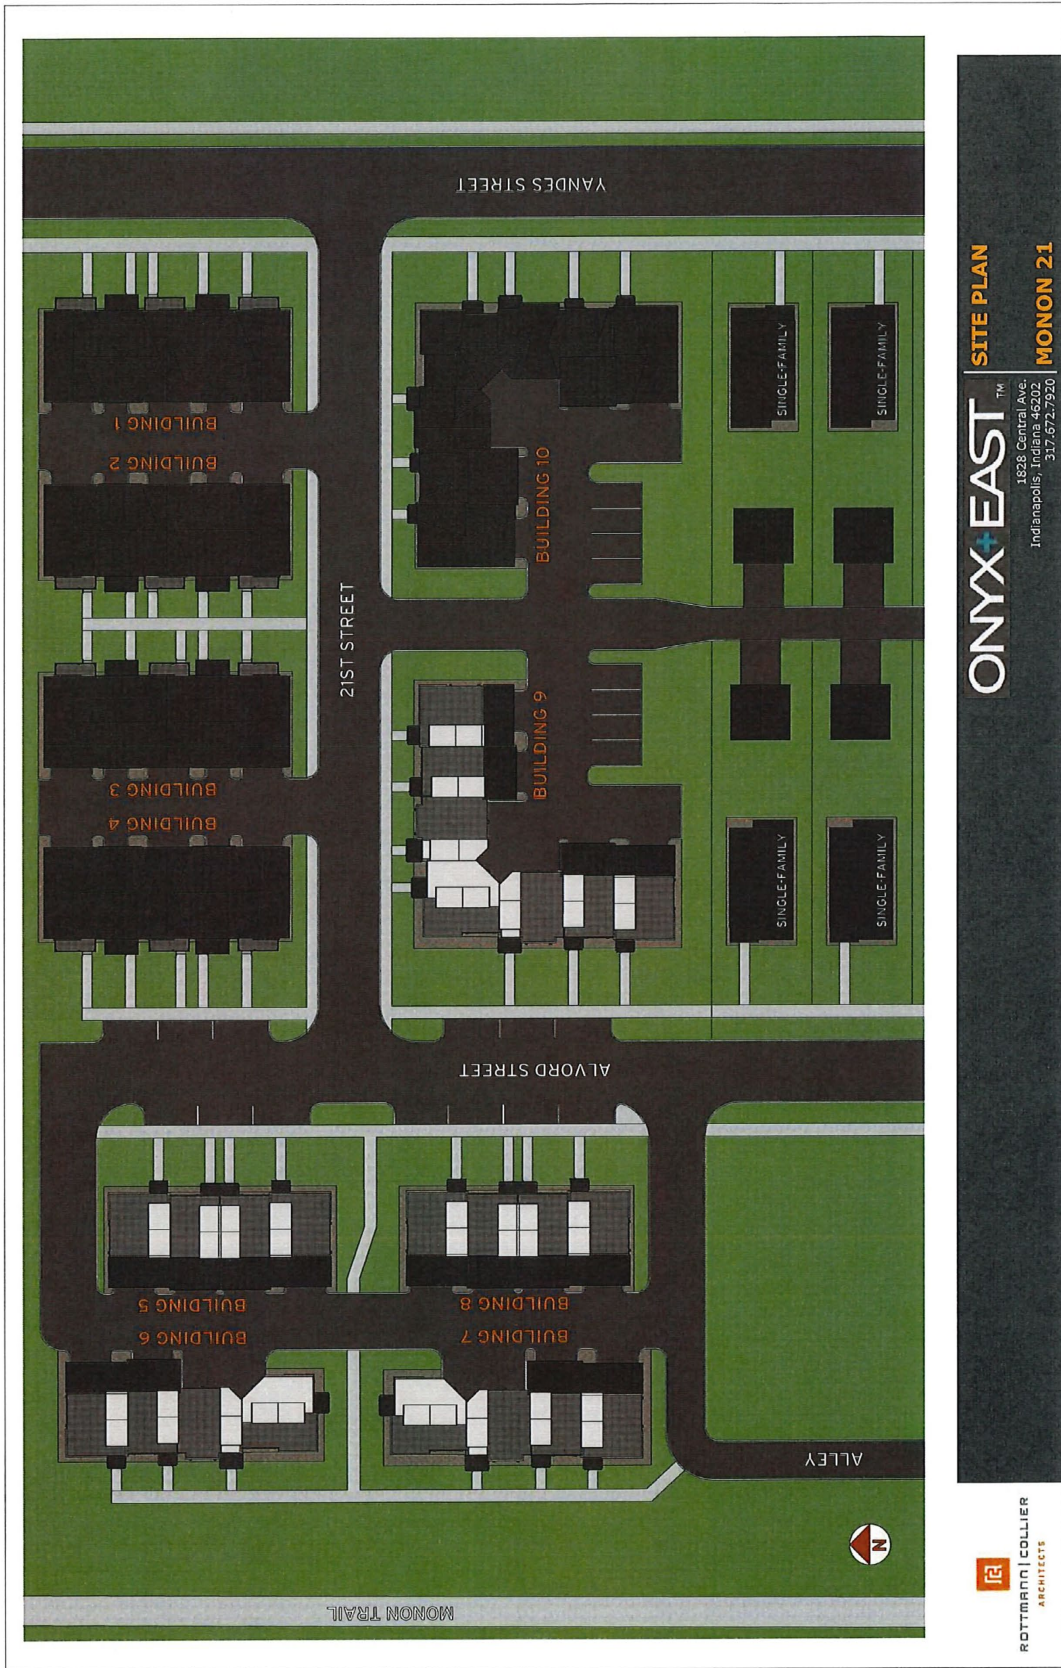 YANDES STREET
BUILDING 1
BUILDING 2
21ST STREET
BUILDING 3
BUILDING 4
BUILDING 10
BUILDING 9
SINGLE-FAMILY
SINGLE-FAMILY
SINGLE-FAMILY
SINGLE-FAMILY
ALVORD STREET
BUILDING 5
BUILDING 6
BUILDING 8
BUILDING 7
ALLEY
MONON TRAIL
N
ROTTMANN | COLLIER
ARCHITECTS
ONYX+EAST™
1828 Central Ave.
Indianapolis, Indiana 46202
317.672.7920
SITE PLAN
MONON 21